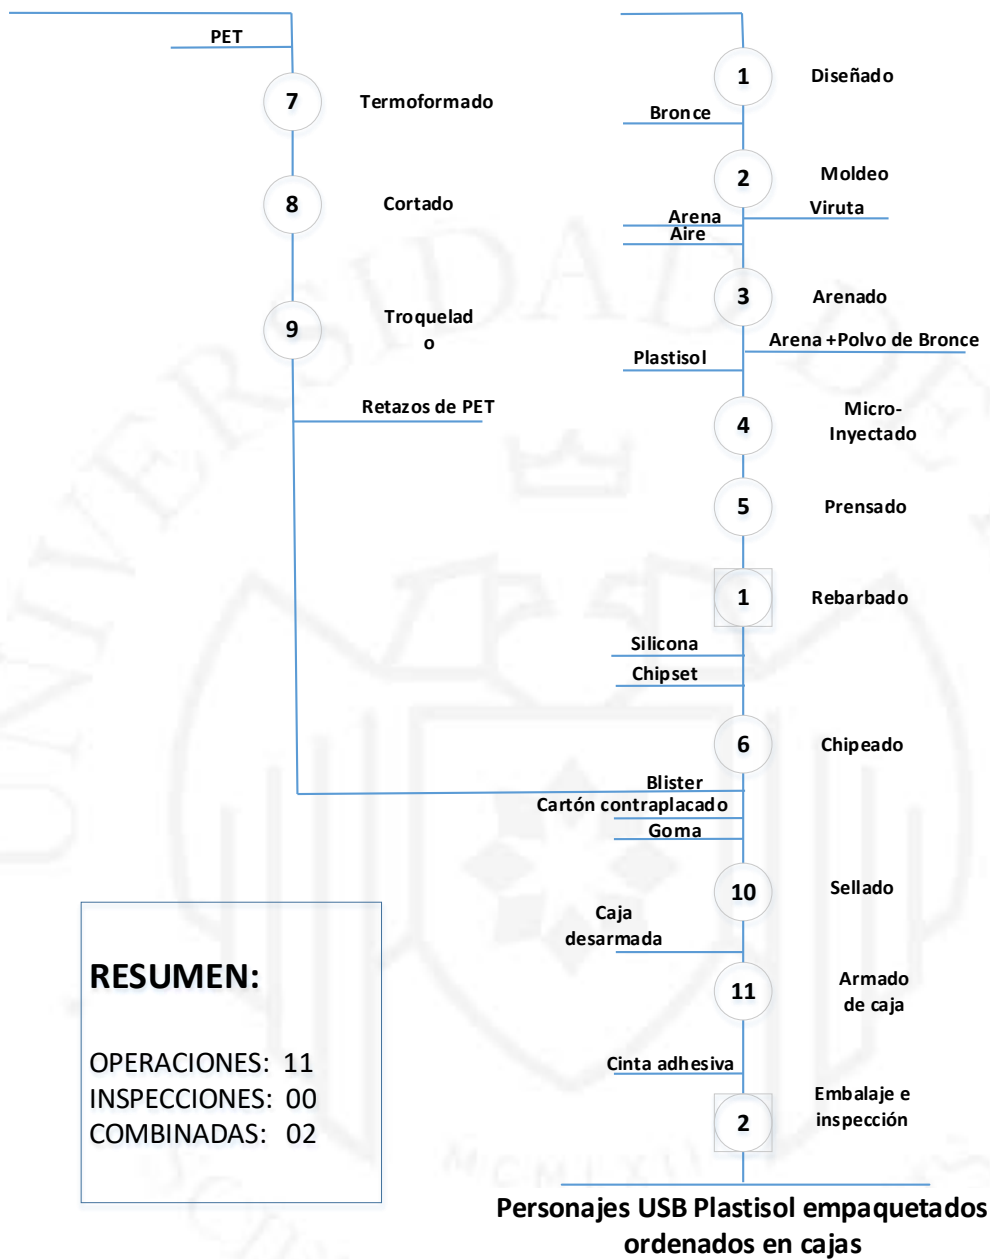 PET
7
Termoformado
8
Cortado
9
Troquelad
o
Retazos de PET
1
Diseñado
Bronce
2
Moldeo
Viruta
Arena
Aire
3
Arenado
Arena +Polvo de Bronce
Plastisol
4
Micro-
Inyectado
5
Prensado
1
Rebarbado
Silicona
Chipset
6
Chipeado
Blister
Cartón contraplacado
Goma
10
Sellado
Caja
desarmada
11
Armado
de caja
Cinta adhesiva
2
Embalaje e
inspección
Personajes USB Plastisol empaquetados
ordenados en cajas
RESUMEN:
OPERACIONES: 11
INSPECCIONES: 00
COMBINADAS: 02
UNIVERSIDAD DE
MCMLXII